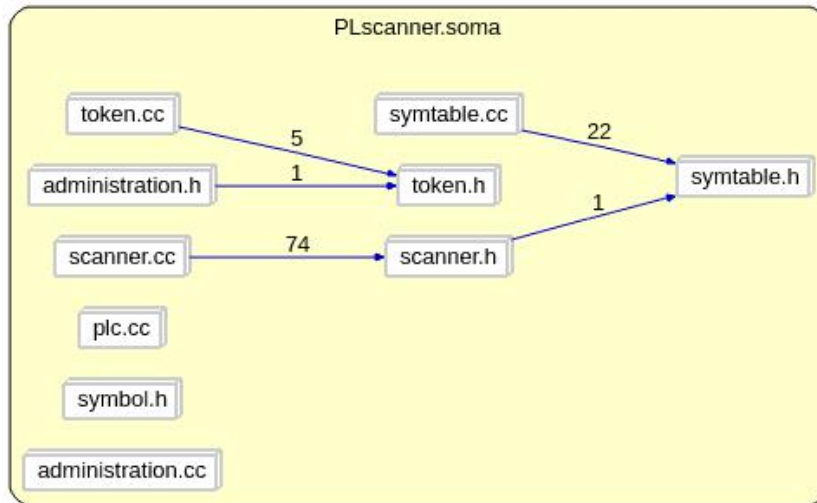 PLscanner.soma
token.cc
symtable.cc
5
22
administration.h
1
token.h
symtable.h
1
scanner.cc
74
scanner.h
plc.cc
symbol.h
administration.cc